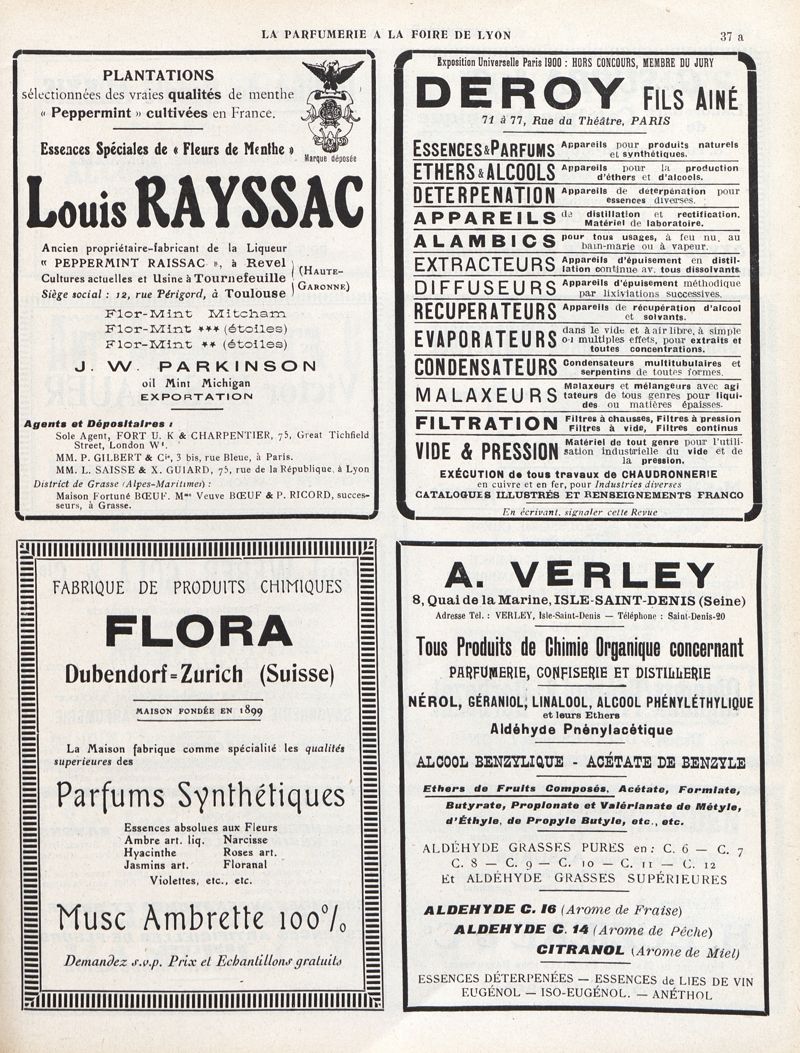 LA PARFUMERIE A LA FOIRE DE LYON
37 a
PLANTATIONS
sélectionnées des vraies qualités de menthe
« Peppermint » cultivées en France.
Marque déposée
Essences Spéciales de « Fleurs de Menthe »
Louis RAYSSAC
Ancien propriétaire-fabricant de la Liqueur
“ PEPPERMINT RAISSAC ”, à Revel
Cultures actuelles et Usine à Tournefeuille
Siège social : 12, rue Périgord, à Toulouse
(HAUTE-
GARONNE)
Flor-Mint Mitcham
Flor-Mint *** (étoiles)
Flor-Mint ** (étoiles)
J. W. PARKINSON
oil Mint Michigan
EXPORTATION
Agents et Dépositaires :
Sole Agent, FORT U. K & CHARPENTIER, 75, Great Tichfield
Street, London W¹.
MM. P. GILBERT & Cie, 3 bis, rue Bleue, à Paris.
MM. L. SAISSE & X. GUIARD, 75, rue de la République, à Lyon
District de Grasse (Alpes-Maritimes) :
Maison Fortuné BŒUF. Mme Veuve BŒUF & P. RICORD, succes-
seurs, à Grasse.
Exposition Universelle Paris 1900 : HORS CONCOURS, MEMBRE DU JURY
DEROY FILS AINÉ
71 à 77, Rue du Théâtre, PARIS
ESSENCES & PARFUMS Appareils pour produits naturels
et synthétiques.
ETHERS & ALCOOLS Appareils pour la production
d'éthers et d'alcools.
DETERPENATION Appareils de déterpénation pour
essences diverses.
APPAREILS de distillation et rectification.
Matériel de laboratoire.
ALAMBICS pour tous usages, à feu nu, au
bain-marie ou à vapeur.
EXTRACTEURS Appareils d'épuisement en distil-
lation continue av. tous dissolvants
DIFFUSEURS Appareils d'épuisement méthodique
par lixiviations successives.
RECUPERATEURS Appareils de récupération d'alcool
et solvants.
EVAPORATEURS dans le vide et à air libre, à simple
ou multiples effets, pour extraits et
toutes concentrations.
CONDENSATEURS Condensateurs multitubulaires et
serpentins de toutes formes.
MALAXEURS Malaxeurs et mélangeurs avec agi
tateurs de tous genres pour liqui-
des ou matières épaisses.
FILTRATION Filtres à chausses, Filtres à pression
Filtres à vide, Filtres continus
VIDE & PRESSION Matériel de tout genre pour l'utili-
sation industrielle du vide et de
la pression.
EXÉCUTION de tous travaux de CHAUDRONNERIE
en cuivre et en fer, pour Industries diverses
CATALOGUES ILLUSTRÉS ET RENSEIGNEMENTS FRANCO
En écrivant, signaler cette Revue
FABRIQUE DE PRODUITS CHIMIQUES
FLORA
Dubendorf=Zurich (Suisse)
MAISON FONDÉE EN 1899
La Maison fabrique comme spécialité les qualités
superieures des
Parfums Synthétiques
Essences absolues aux Fleurs
Ambre art. liq. Narcisse
Hyacinthe Roses art.
Jasmins art. Floranal
Violettes, etc., etc.
Musc Ambrette 100%
Demandez s.v.p. Prix et Echantillons gratuits
A. VERLEY
8, Quai de la Marine, ISLE-SAINT-DENIS (Seine)
Adresse Tél. : VERLEY, Isle-Saint-Denis — Téléphone : Saint-Denis-20
Tous Produits de Chimie Organique concernant
PARFUMERIE, CONFISERIE ET DISTILLERIE
NÉROL, GÉRANIOL, LINALOOL, ALCOOL PHÉNYLÉTHYLIQUE
et leurs Ethers
Aldéhyde Pnénylacétique
ALCOOL BENZYLIQUE - ACÉTATE DE BENZYLE
Ethers de Fruits Composés, Acétate, Formiate,
Butyrate, Propionate et Valérianate de Métyle,
d'Éthyle, de Propyle Butyle, etc., etc.
ALDÉHYDE GRASSES PURES en : C. 6 — C. 7
C. 8 — C. 9 — C. 10 — C. 11 — C. 12
Et ALDÉHYDE GRASSES SUPÉRIEURES
ALDEHYDE C. 16 (Arome de Fraise)
ALDEHYDE C. 14 (Arome de Pêche)
CITRANOL (Arome de Miel)
ESSENCES DÉTERPENÉES — ESSENCES de LIES DE VIN
EUGÉNOL — ISO-EUGÉNOL. — ANÉTHOL